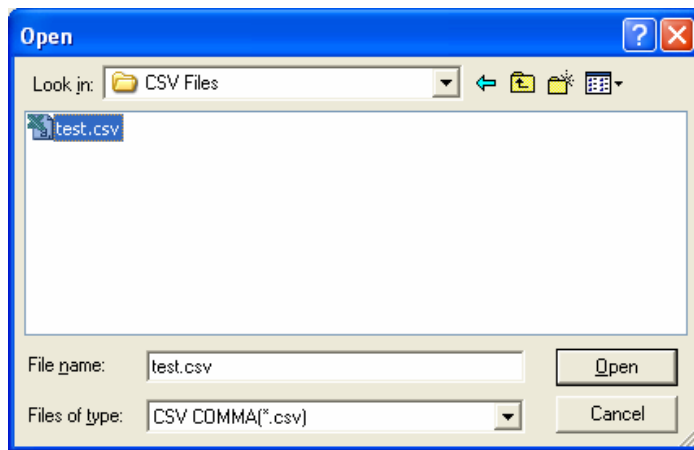 Open
Look in: CSV Files
test.csv
File name: test.csv Open
Files of type: CSV COMMA(*.csv) Cancel